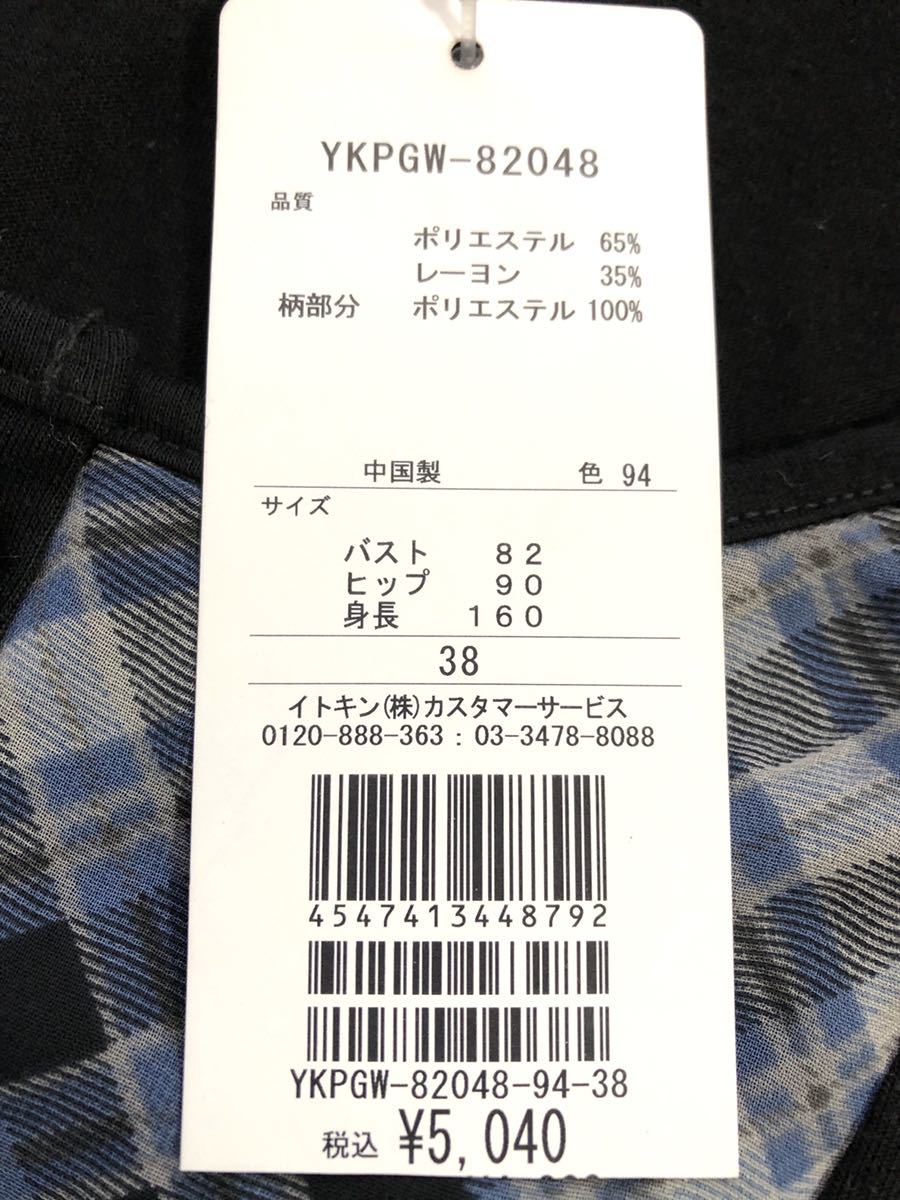 YKPGW-82048
品質
ポリエステル 65%
レーヨン 35%
柄部分 ポリエステル 100%
中国製 色 94
サイズ
バスト 82
ヒップ 90
身長 160
38
イトキン(株)カスタマーサービス
0120-888-363 : 03-3478-8088
4547413448792
YKPGW-82048-94-38
税込 ¥5,040